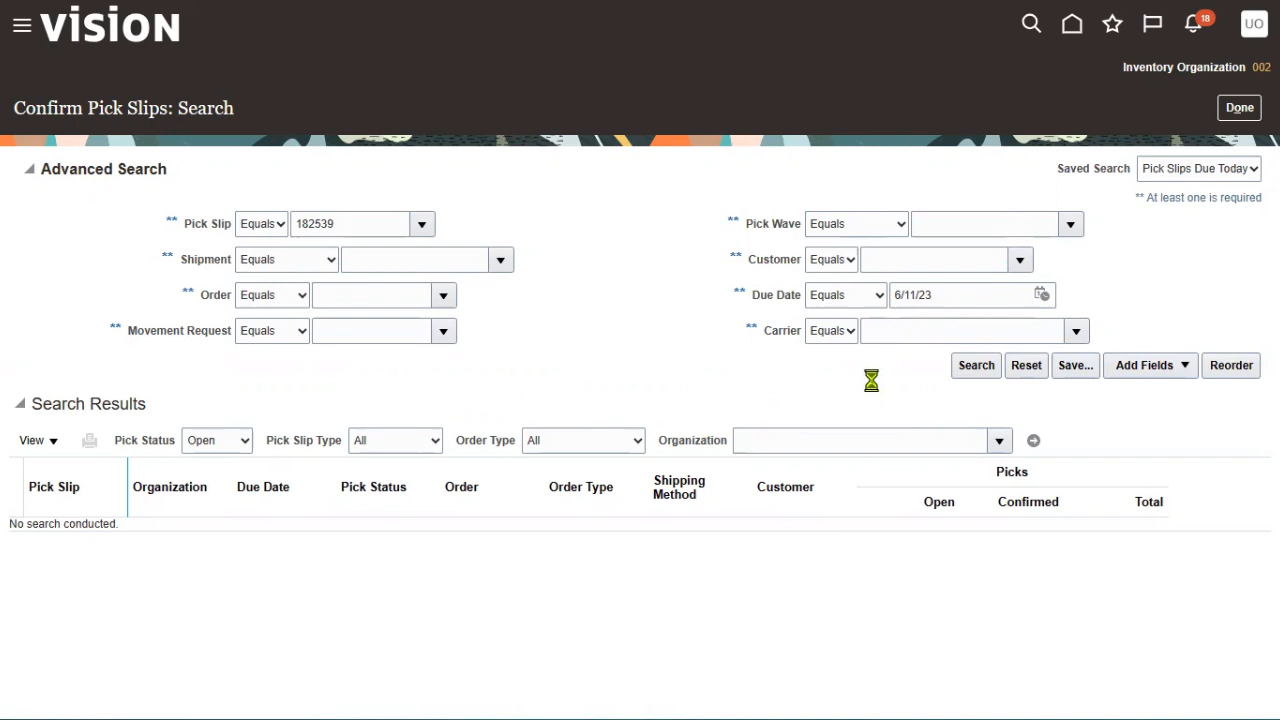 vision
18
UO
Inventory Organization 002
Confirm Pick Slips: Search
Done
Advanced Search
Saved Search Pick Slips Due Today
** At least one is required
** Pick Slip Equals 182539
** Pick Wave Equals
** Shipment Equals
** Customer Equals
** Order Equals
** Due Date Equals 6/11/23
** Movement Request Equals
** Carrier Equals
Search Reset Save... Add Fields Reorder
Search Results
View Pick Status Open Pick Slip Type All Order Type All Organization
Picks
Pick Slip Organization Due Date Pick Status Order Order Type Shipping Method Customer
Open Confirmed Total
No search conducted.